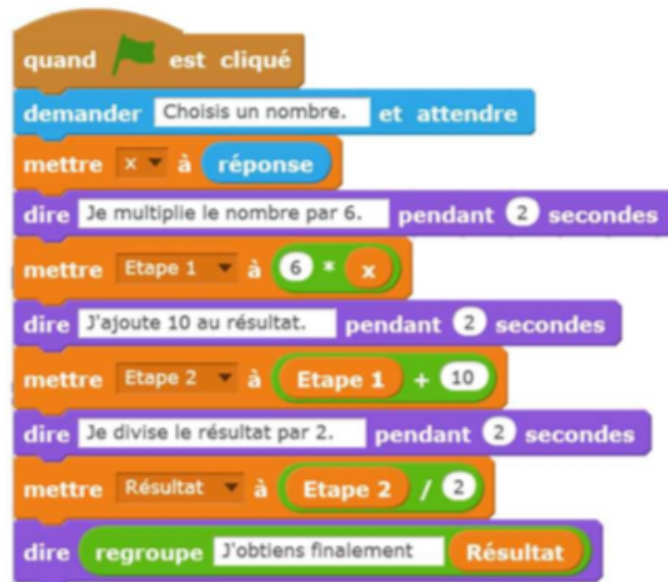 quand est cliqué
demander Choisis un nombre. et attendre
mettre x à réponse
dire Je multiplie le nombre par 6. pendant 2 secondes
mettre Etape 1 à 6 * x
dire J'ajoute 10 au résultat. pendant 2 secondes
mettre Etape 2 à Etape 1 + 10
dire Je divise le résultat par 2. pendant 2 secondes
mettre Résultat à Etape 2 / 2
dire regroupe J'obtiens finalement Résultat